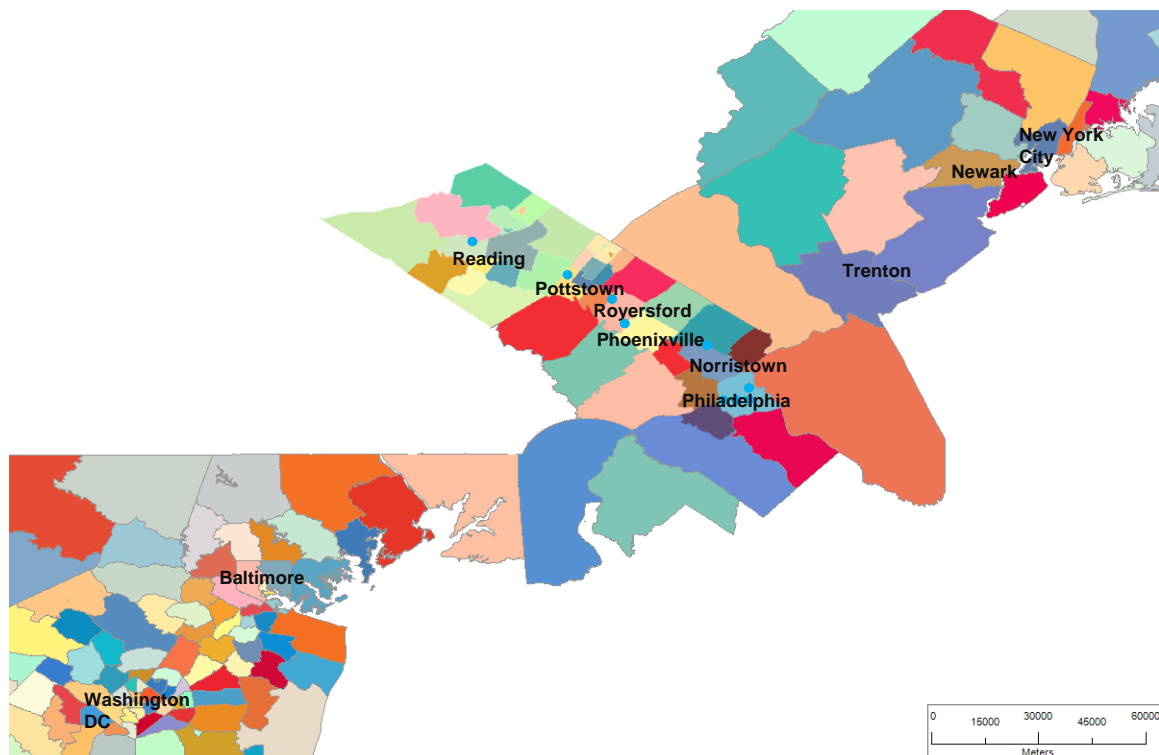 New York
City
Newark
Reading
Trenton
Pottstown
Royersford
Phoenixville
Norristown
Philadelphia
Baltimore
Washington
DC
0 15000 30000 45000 60000
Meters